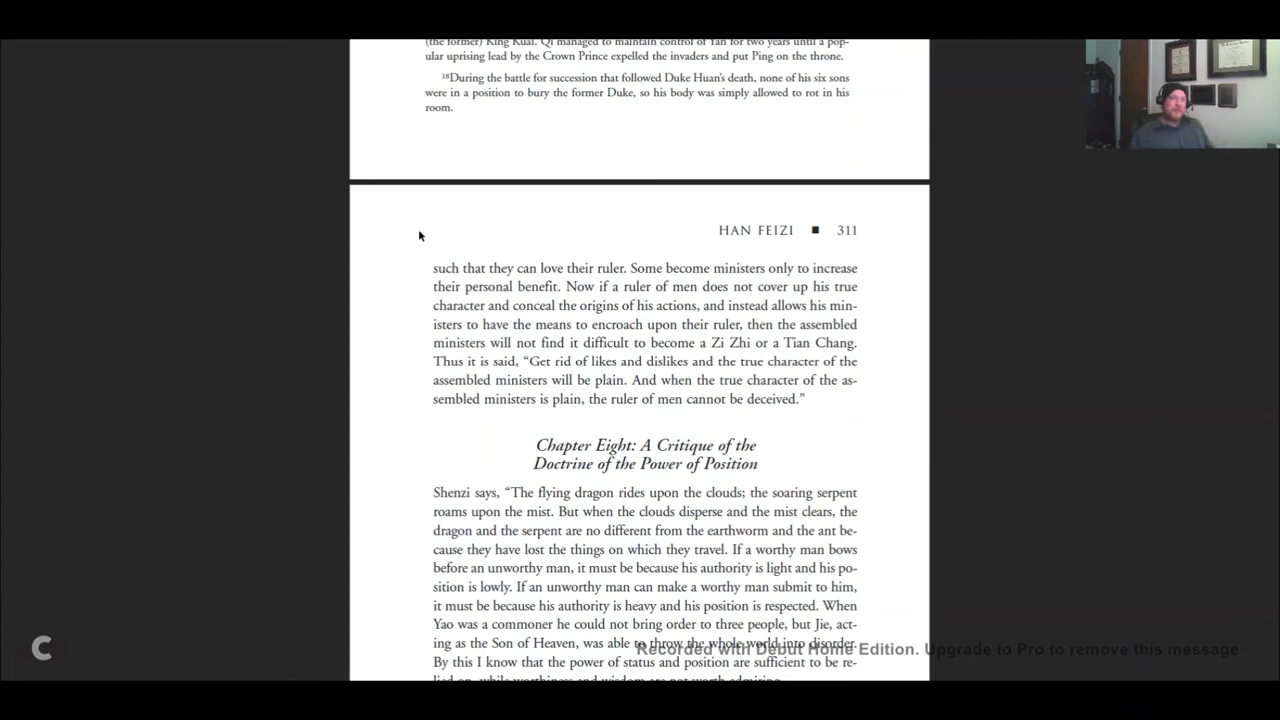 (the former) King Kuai. Qi managed to maintain control of Yan for two years until a pop-
ular uprising lead by the Crown Prince expelled the invaders and put Ping on the throne.
18During the battle for succession that followed Duke Huan's death, none of his six sons
were in a position to bury the former Duke, so his body was simply allowed to rot in his
room.
HAN FEIZI ■ 311
such that they can love their ruler. Some become ministers only to increase
their personal benefit. Now if a ruler of men does not cover up his true
character and conceal the origins of his actions, and instead allows his min-
isters to have the means to encroach upon their ruler, then the assembled
ministers will not find it difficult to become a Zi Zhi or a Tian Chang.
Thus it is said, “Get rid of likes and dislikes and the true character of the
assembled ministers will be plain. And when the true character of the as-
sembled ministers is plain, the ruler of men cannot be deceived.”
Chapter Eight: A Critique of the
Doctrine of the Power of Position
Shenzi says, “The flying dragon rides upon the clouds; the soaring serpent
roams upon the mist. But when the clouds disperse and the mist clears, the
dragon and the serpent are no different from the earthworm and the ant be-
cause they have lost the things on which they travel. If a worthy man bows
before an unworthy man, it must be because his authority is light and his po-
sition is lowly. If an unworthy man can make a worthy man submit to him,
it must be because his authority is heavy and his position is respected. When
Yao was a commoner he could not bring order to three people, but Jie, act-
ing as the Son of Heaven, was able to throw the whole world into disorder.
Recorded with Debut Home Edition. Upgrade to Pro to remove this message
By this I know that the power of status and position are sufficient to be re-
lied on, while worthiness and wisdom are not worth admiring.
C